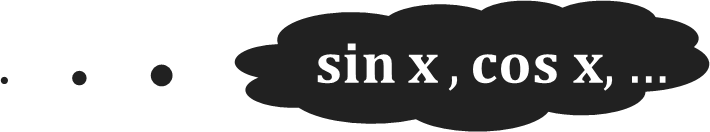 sin x , cos x, ...